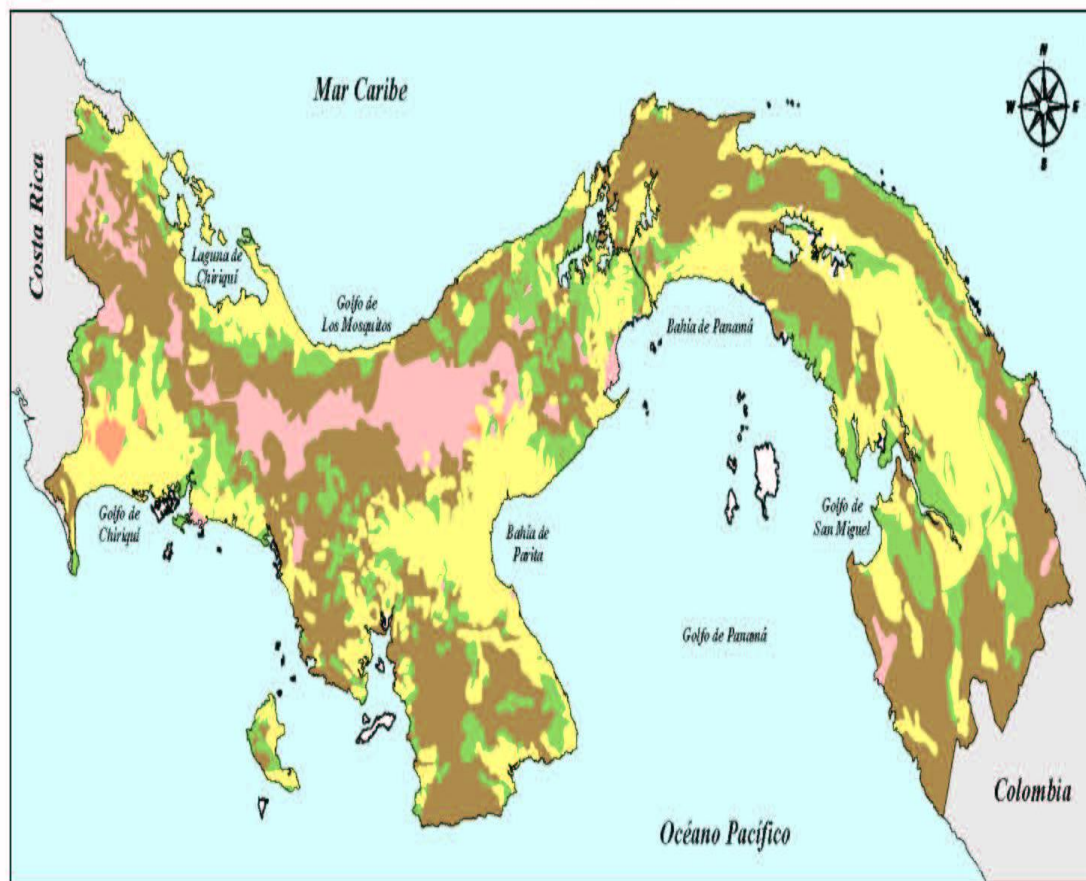 N
Mar Caribe
W
E
S
Costa Rica
Laguna de
Chiriquí
Golfo de
Los Mosquitos
Bahía de Panamá
Golfo de
Chiriquí
Bahía de
Parita
Golfo de
San Miguel
Golfo de Panamá
Colombia
Océano Pacífico